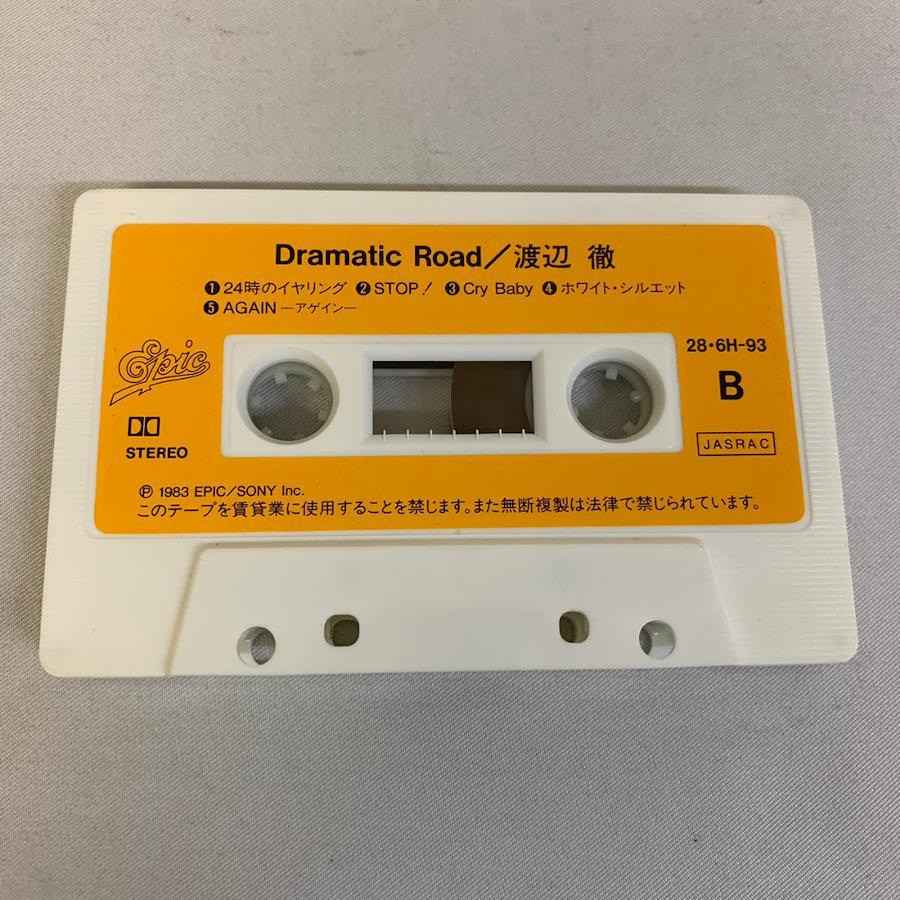 Dramatic Road／渡辺 徹
❶24時のイヤリング ❷STOP！ ❸Cry Baby ❹ホワイト・シルエット
❺AGAIN—アゲイン—
Epic
28・6H-93
B
STEREO
JASRAC
Ⓟ 1983 EPIC／SONY Inc.
このテープを賃貸業に使用することを禁じます。また無断複製は法律で禁じられています。